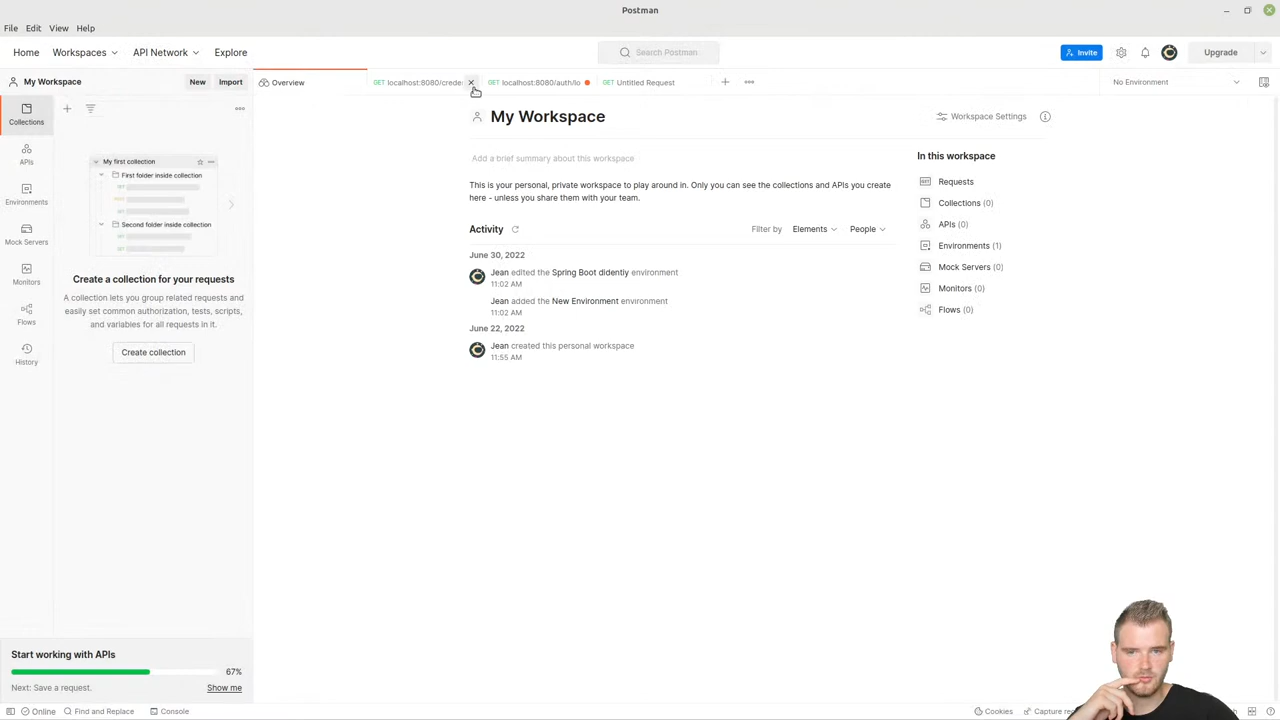 Postman
File Edit View Help
Home Workspaces API Network Explore
Search Postman
Invite
Upgrade
My Workspace
New Import
Overview
GET localhost:8080/crede
GET localhost:8080/auth/lo
GET Untitled Request
No Environment
Collections
APIs
Environments
Mock Servers
Monitors
Flows
History
My first collection
First folder inside collection
Second folder inside collection
Create a collection for your requests
A collection lets you group related requests and
easily set common authorization, tests, scripts,
and variables for all requests in it.
Create collection
Start working with APIs
67%
Next: Save a request. Show me
My Workspace
Workspace Settings
Add a brief summary about this workspace
This is your personal, private workspace to play around in. Only you can see the collections and APIs you create
here - unless you share them with your team.
Activity
Filter by Elements People
June 30, 2022
Jean edited the Spring Boot didently environment
11:02 AM
Jean added the New Environment environment
11:02 AM
June 22, 2022
Jean created this personal workspace
11:55 AM
In this workspace
Requests
Collections (0)
APIs (0)
Environments (1)
Mock Servers (0)
Monitors (0)
Flows (0)
Online Find and Replace Console
Cookies Capture re